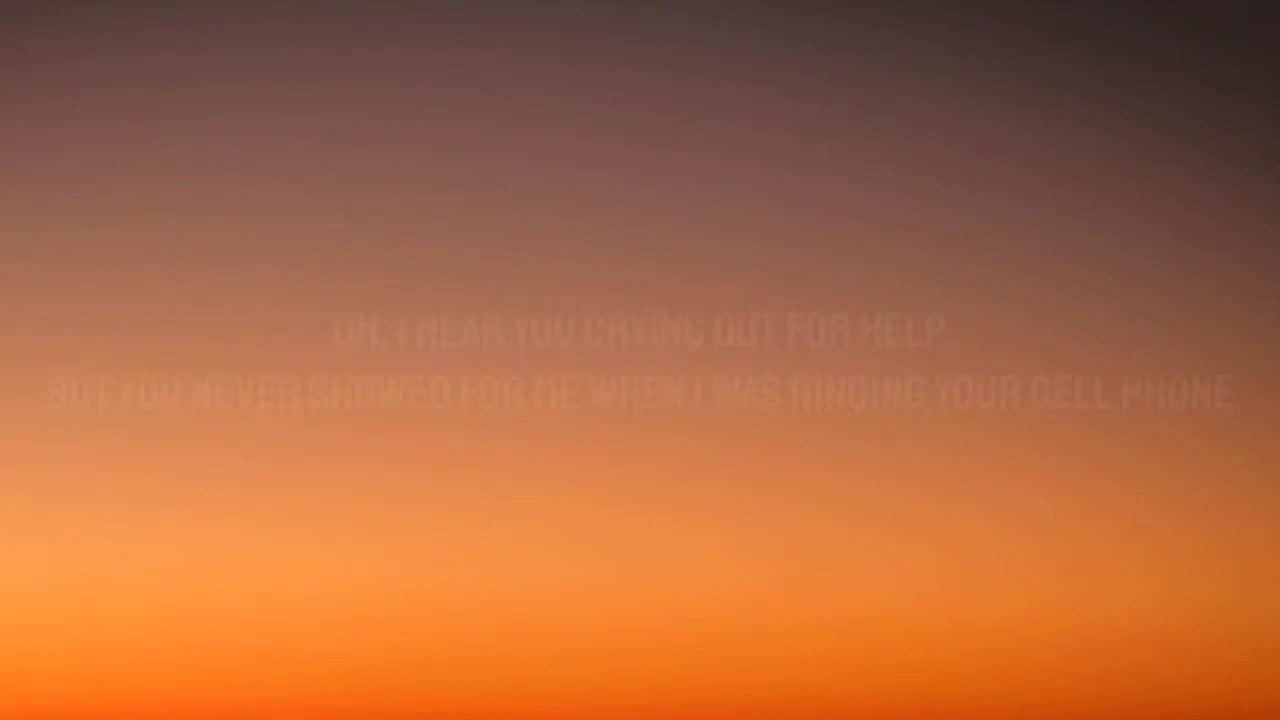 OH, I HEAR YOU CRYING OUT FOR HELP
BUT YOU NEVER SHOWED FOR ME WHEN I WAS RINGING YOUR CELL PHONE